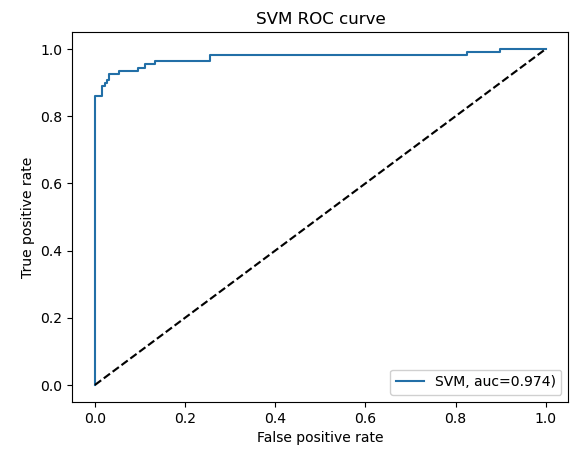 SVM ROC curve
True positive rate
1.0
0.8
0.6
0.4
0.2
0.0
SVM, auc=0.974)
0.0 0.2 0.4 0.6 0.8 1.0
False positive rate